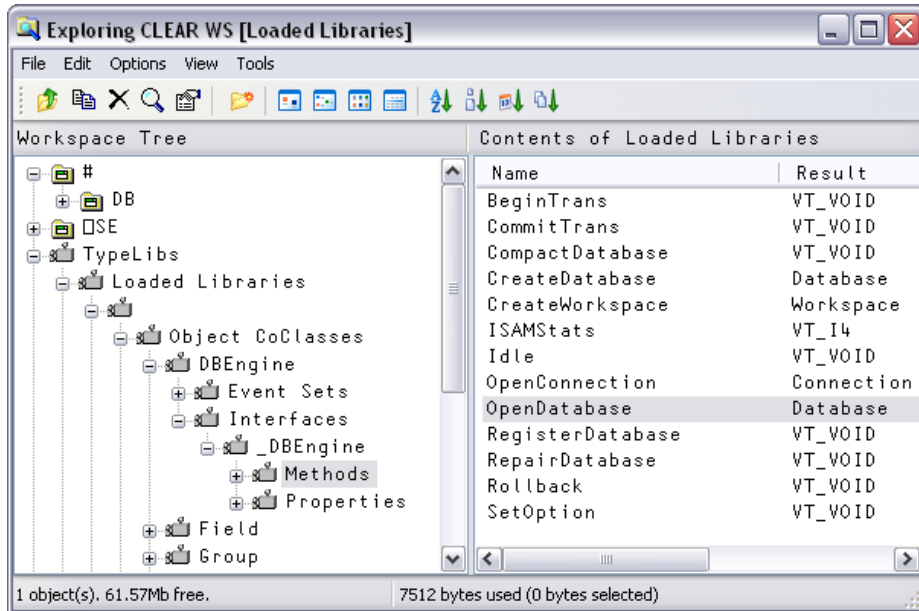 Exploring CLEAR WS [Loaded Libraries]
File Edit Options View Tools
Workspace Tree
#
DB
⎕SE
TypeLibs
Loaded Libraries
Object CoClasses
DBEngine
Event Sets
Interfaces
_DBEngine
Methods
Properties
Field
Group
Contents of Loaded Libraries
Name Result
BeginTrans VT_VOID
CommitTrans VT_VOID
CompactDatabase VT_VOID
CreateDatabase Database
CreateWorkspace Workspace
ISAMStats VT_I4
Idle VT_VOID
OpenConnection Connection
OpenDatabase Database
RegisterDatabase VT_VOID
RepairDatabase VT_VOID
Rollback VT_VOID
SetOption VT_VOID
1 object(s). 61.57Mb free. 7512 bytes used (0 bytes selected)